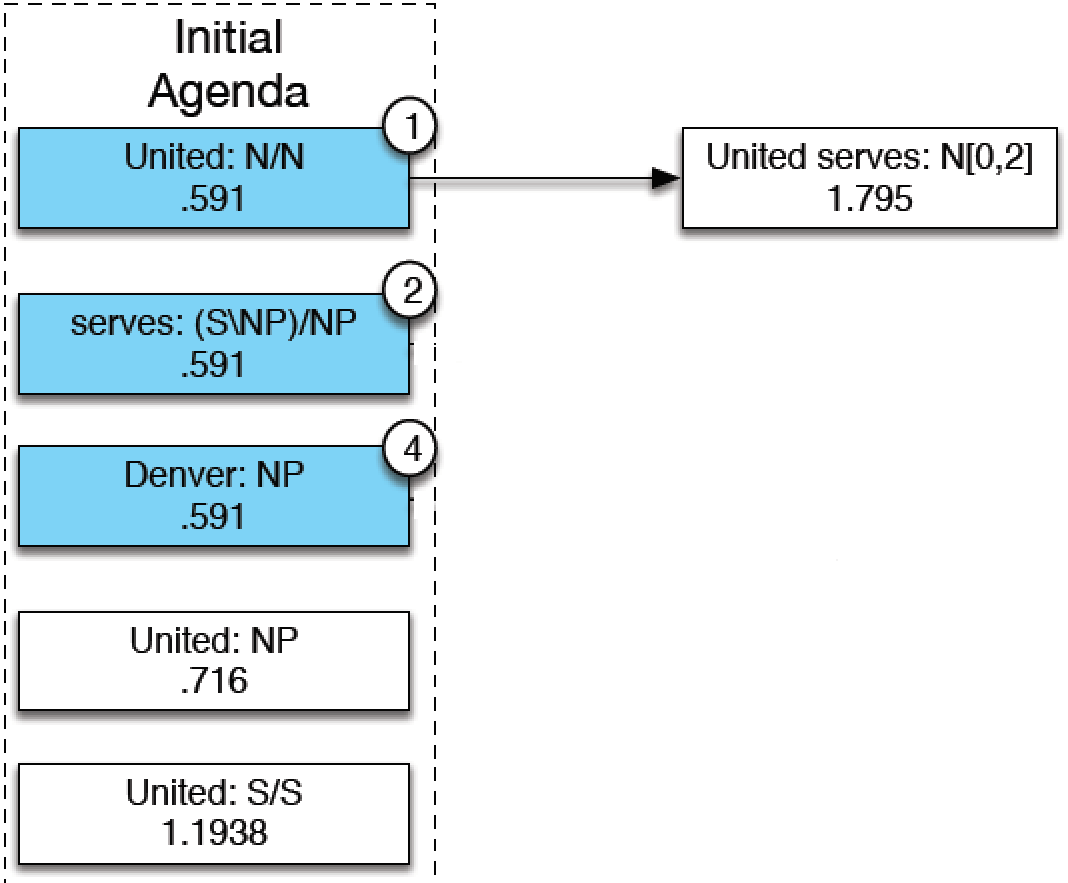 Initial
Agenda
1
United: N/N
.591
United serves: N[0,2]
1.795
2
serves: (S\NP)/NP
.591
4
Denver: NP
.591
United: NP
.716
United: S/S
1.1938